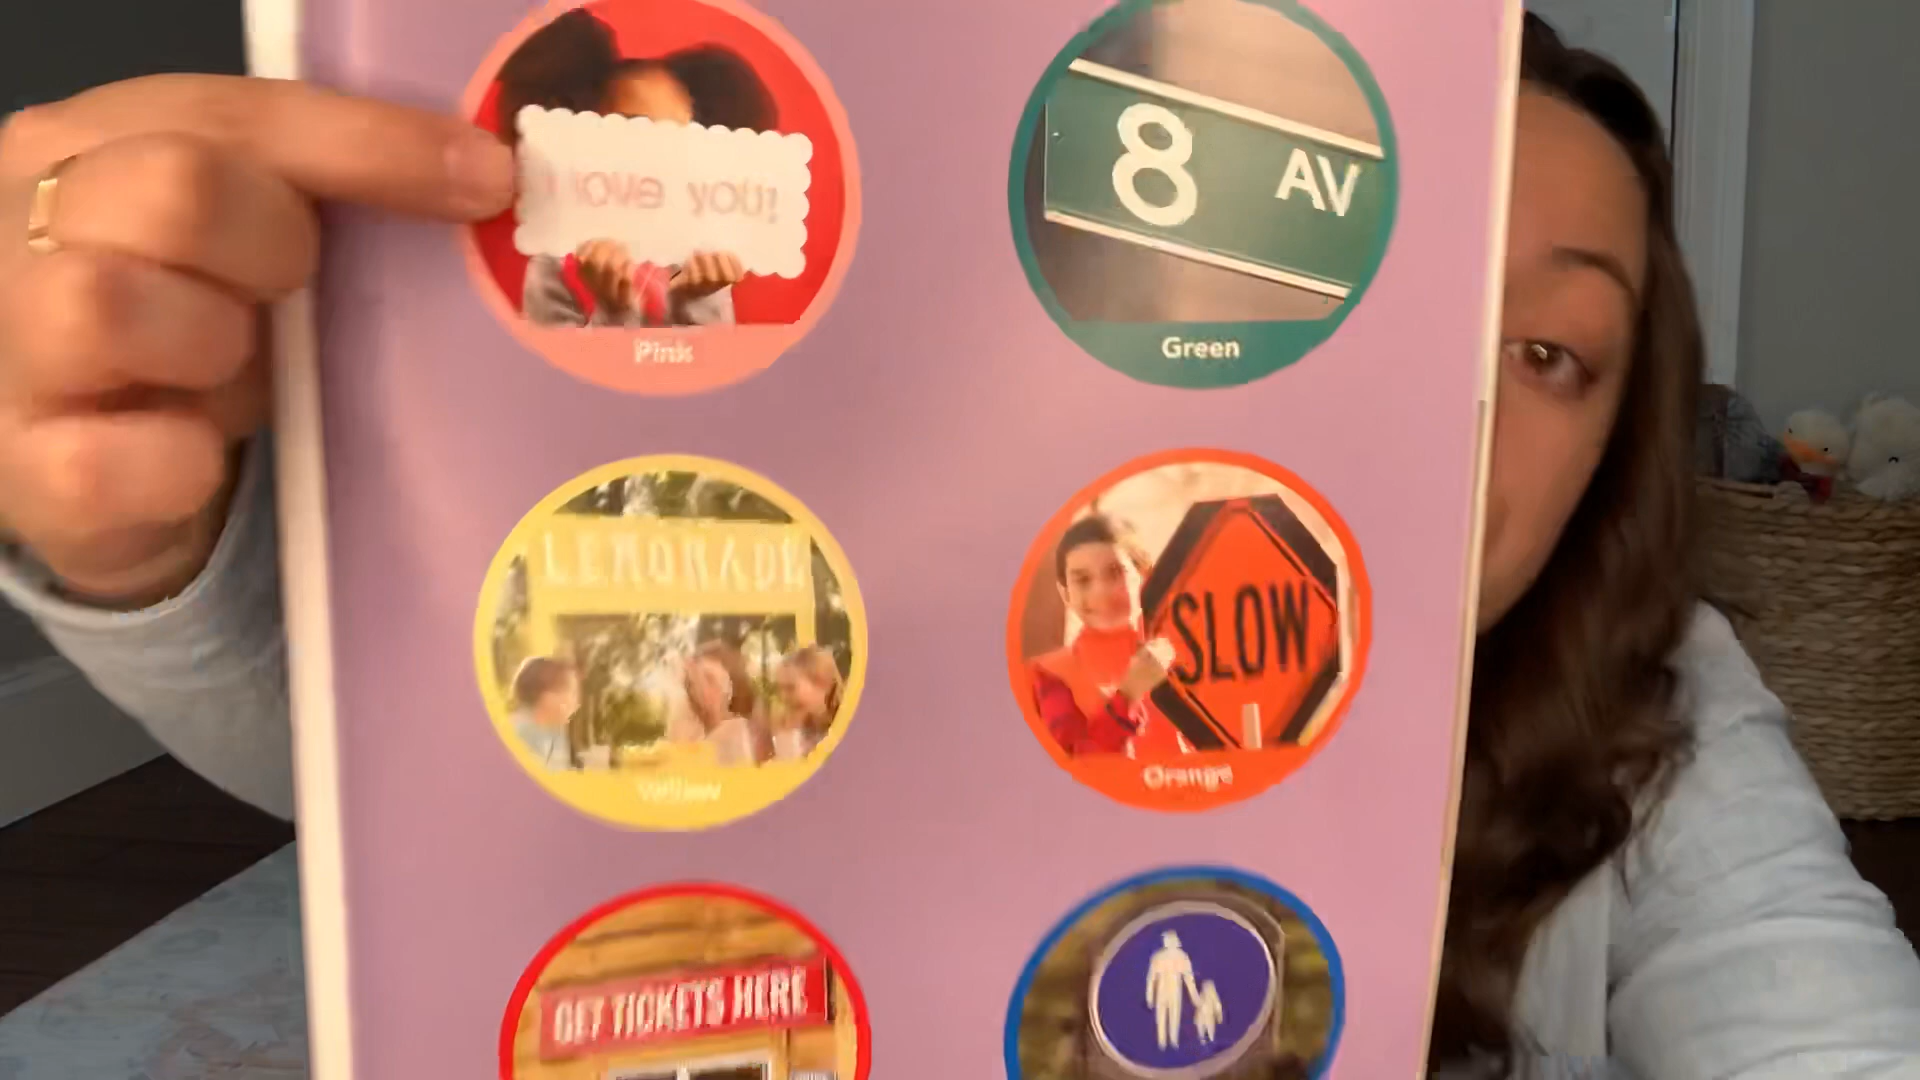 I love you!
Pink
8 AV
Green
LEMONADE
Yellow
SLOW
Orange
GET TICKETS HERE